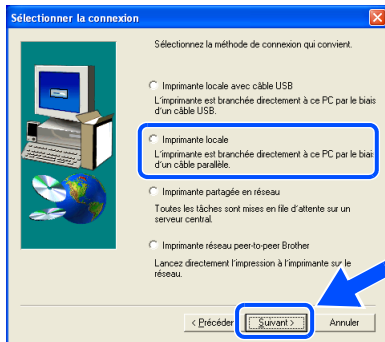 Sélectionner la connexion
Sélectionnez la méthode de connexion qui convient.
Imprimante locale avec câble USB
L'imprimante est branchée directement à ce PC par le biais
d'un câble USB.
Imprimante locale
L'imprimante est branchée directement à ce PC par le biais
d'un câble parallèle.
Imprimante partagée en réseau
Toutes les tâches sont mises en file d'attente sur un
serveur central.
Imprimante réseau peer-to-peer Brother
Lancez directement l'impression à l'imprimante sur le
réseau.
< Précéder
Suivant >
Annuler